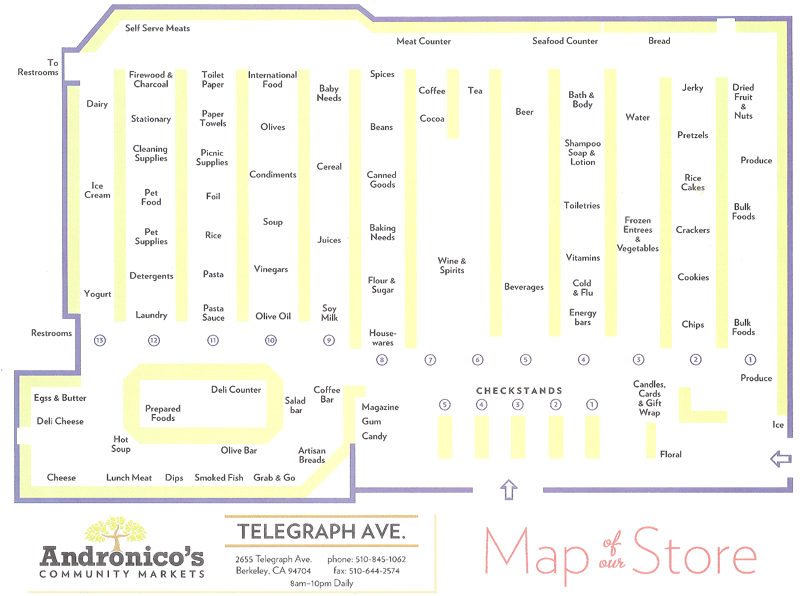 Self Serve Meats
Meat Counter
Seafood Counter
Bread
To
Restrooms
Dairy
Ice
Cream
Yogurt
13
Firewood &
Charcoal
Stationary
Cleaning
Supplies
Pet
Food
Pet
Supplies
Detergents
Laundry
12
Toilet
Paper
Paper
Towels
Picnic
Supplies
Foil
Rice
Pasta
Pasta
Sauce
11
International
Food
Olives
Condiments
Soup
Vinegars
Olive Oil
10
Baby
Needs
Cereal
Juices
Soy
Milk
9
Spices
Beans
Canned
Goods
Baking
Needs
Flour &
Sugar
House-
wares
8
Coffee
Cocoa
Tea
Wine &
Spirits
7
6
Beer
Beverages
5
Bath &
Body
Shampoo
Soap &
Lotion
Toiletries
Vitamins
Cold
& Flu
Energy
bars
4
Water
Frozen
Entrees
&
Vegetables
3
Jerky
Pretzels
Rice
Cakes
Crackers
Cookies
Chips
2
Dried
Fruit
&
Nuts
Produce
Bulk
Foods
Bulk
Foods
1
Produce
Ice
Restrooms
Egss & Butter
Deli Cheese
Cheese
Hot
Soup
Lunch Meat
Dips
Smoked Fish
Grab & Go
Deli Counter
Prepared
Foods
Olive Bar
Salad
bar
Coffee
Bar
Artisan
Breads
Magazine
Gum
Candy
CHECKSTANDS
5
4
3
2
1
Candles,
Cards
& Gift
Wrap
Floral
Andronico's
COMMUNITY MARKETS
TELEGRAPH AVE.
2655 Telegraph Ave. phone: 510-845-1062
Berkeley, CA 94704 fax: 510-644-2574
8am–10pm Daily
Map of our Store